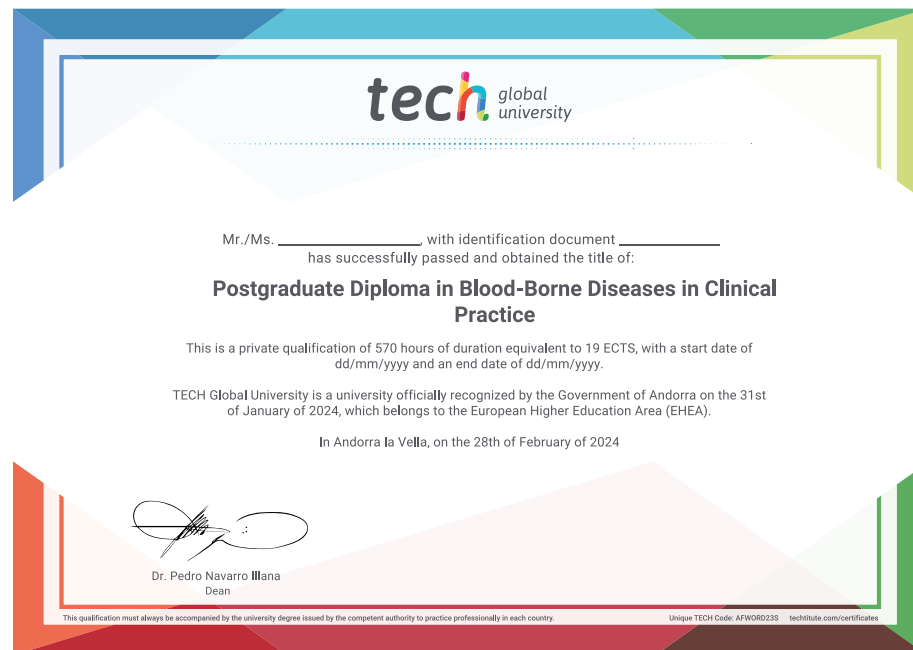 tech global university
Mr./Ms. ____________________, with identification document ______________
has successfully passed and obtained the title of:
Postgraduate Diploma in Blood-Borne Diseases in Clinical
Practice
This is a private qualification of 570 hours of duration equivalent to 19 ECTS, with a start date of
dd/mm/yyyy and an end date of dd/mm/yyyy.
TECH Global University is a university officially recognized by the Government of Andorra on the 31st
of January of 2024, which belongs to the European Higher Education Area (EHEA).
In Andorra la Vella, on the 28th of February of 2024
Dr. Pedro Navarro Illana
Dean
This qualification must always be accompanied by the university degree issued by the competent authority to practice professionally in each country. Unique TECH Code: AFWORD23S techtitute.com/certificates